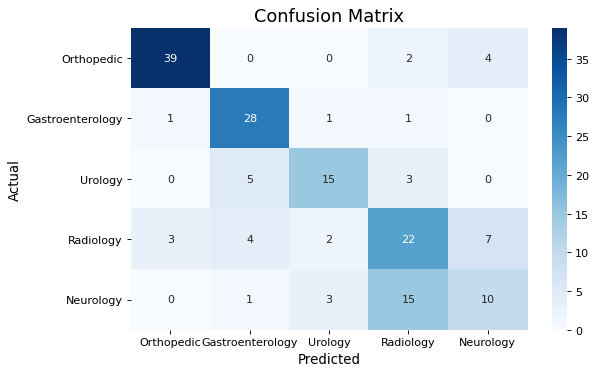 Confusion Matrix
Actual
Orthopedic 39 0 0 2 4
Gastroenterology 1 28 1 1 0
Urology 0 5 15 3 0
Radiology 3 4 2 22 7
Neurology 0 1 3 15 10
Orthopedic Gastroenterology Urology Radiology Neurology
Predicted
35
30
25
20
15
10
5
0